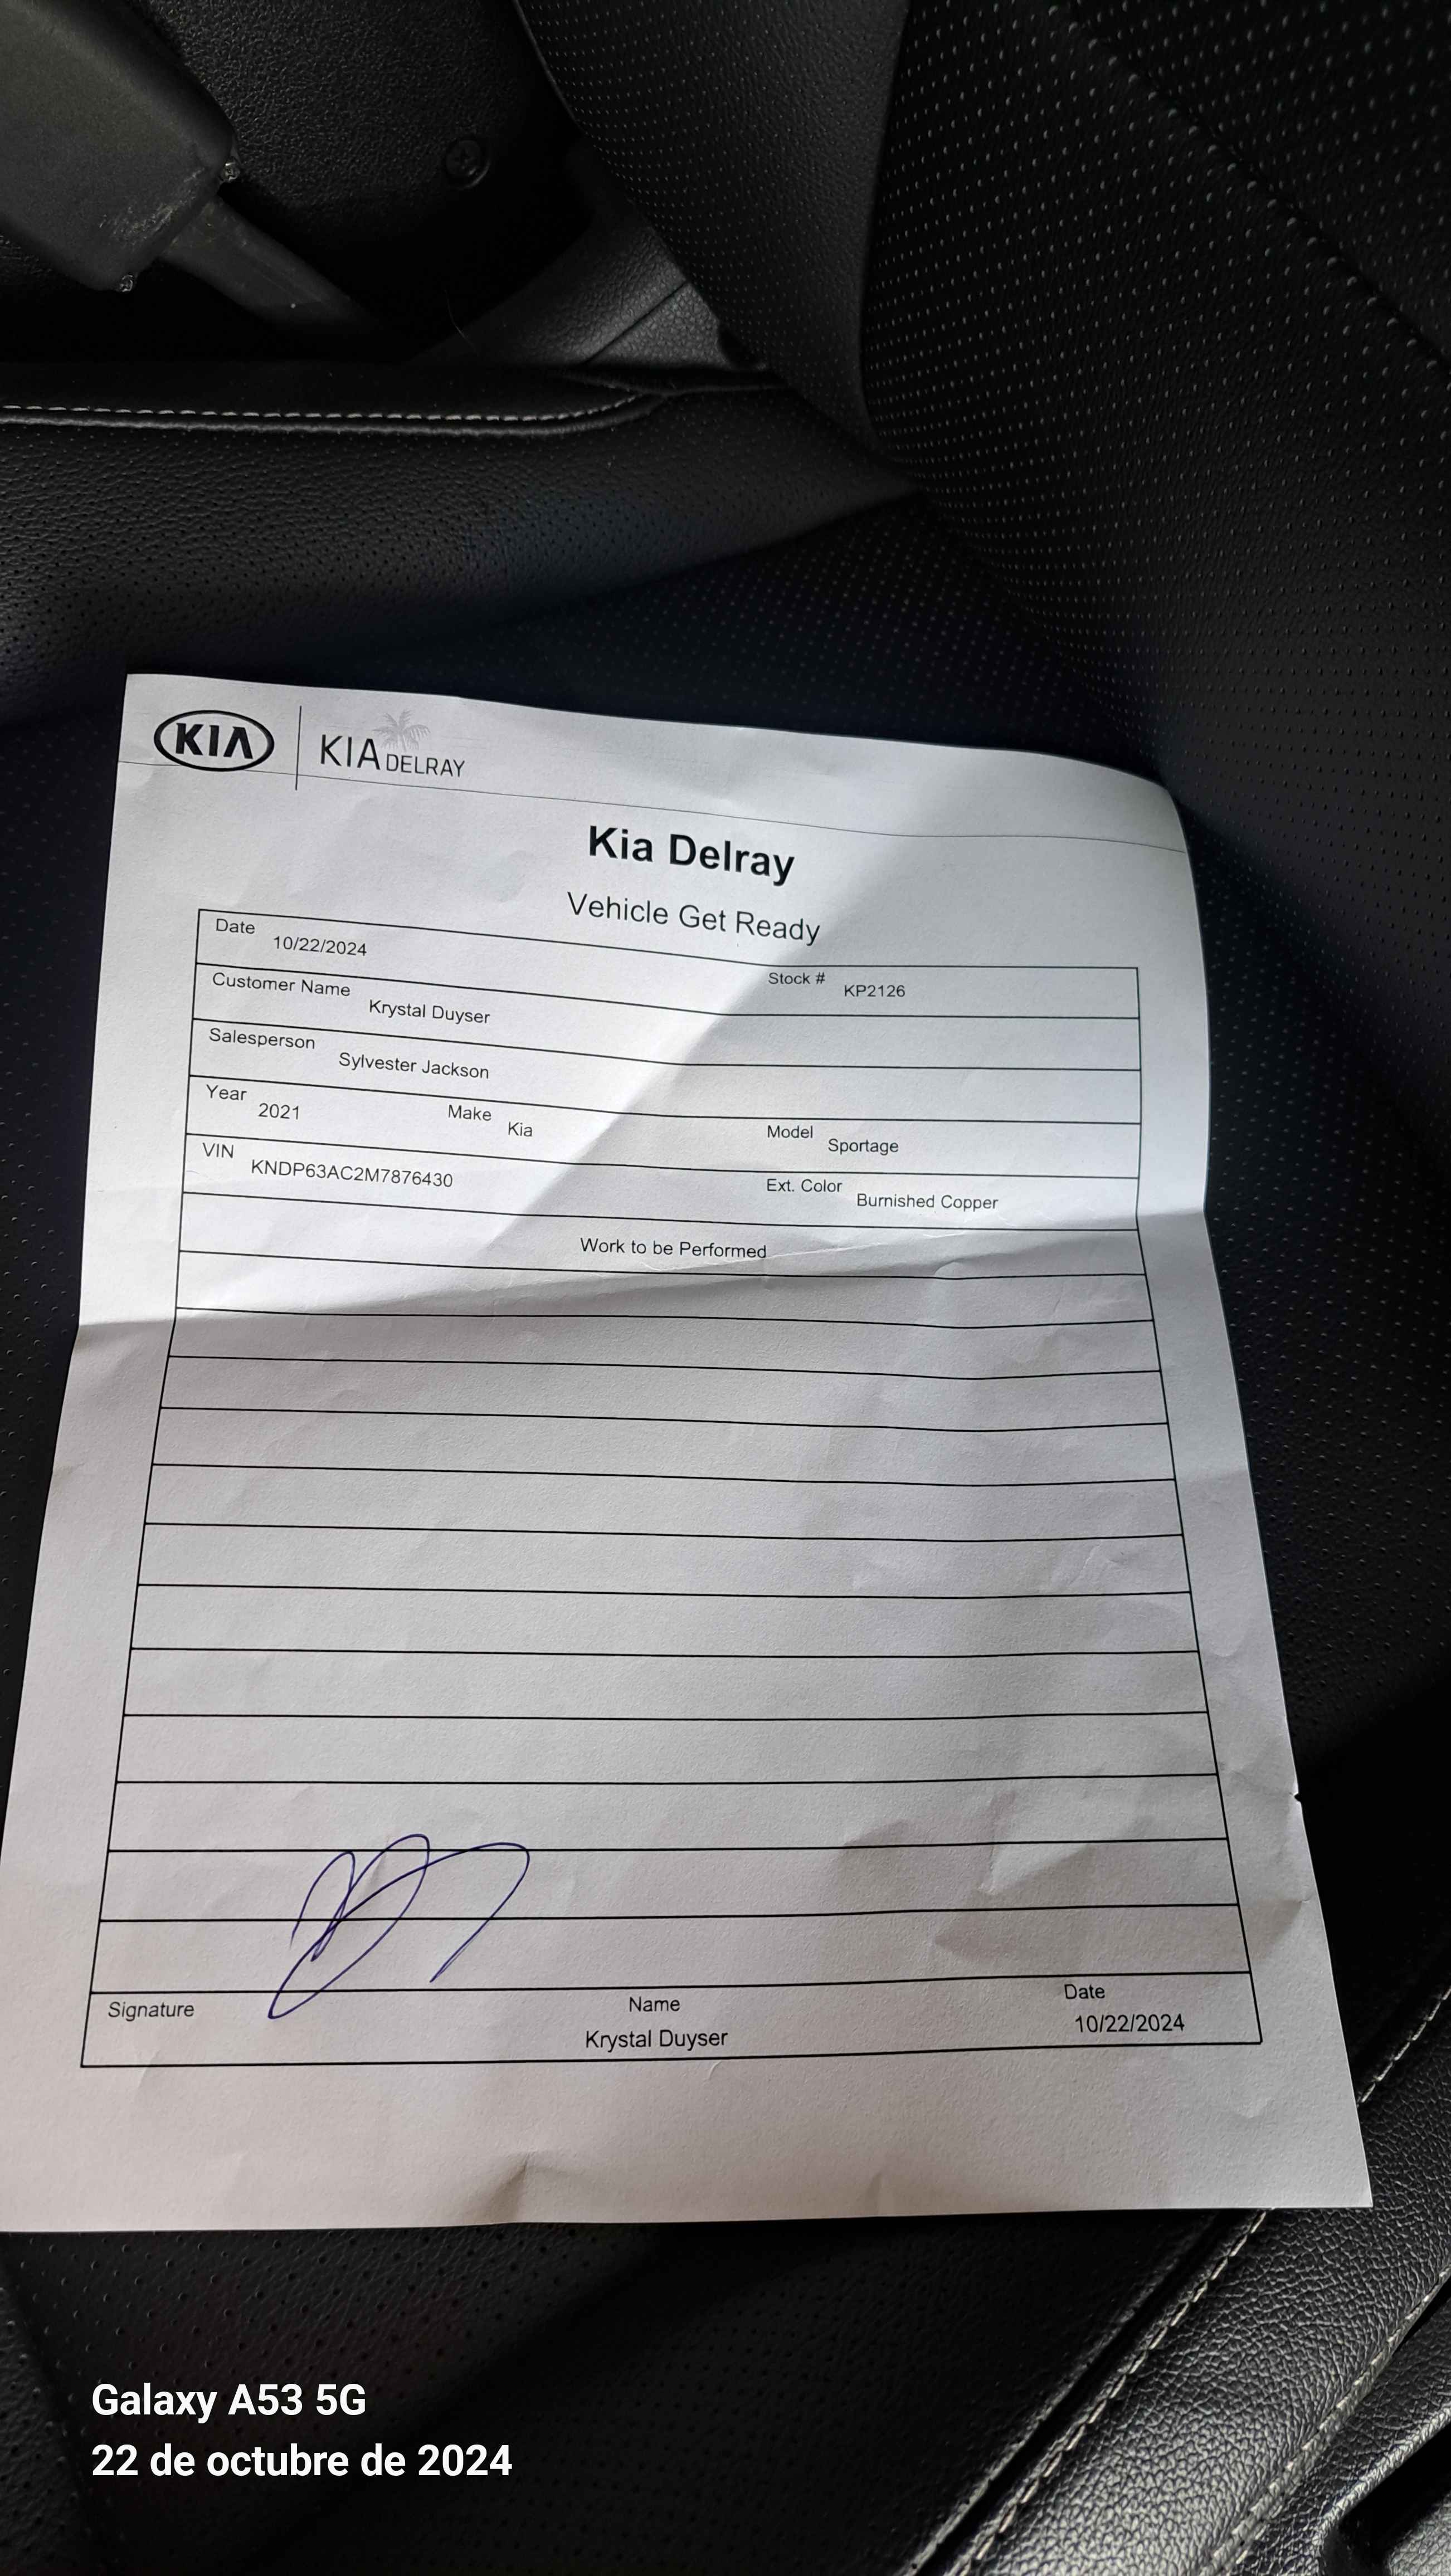 KIA KIA DELRAY
Kia Delray
Vehicle Get Ready
Date 10/22/2024 Stock # KP2126
Customer Name Krystal Duyser
Salesperson Sylvester Jackson
Year 2021 Make Kia Model Sportage
VIN KNDP63AC2M7876430 Ext. Color Burnished Copper
Work to be Performed
Signature Name Date
Krystal Duyser 10/22/2024
Galaxy A53 5G
22 de octubre de 2024